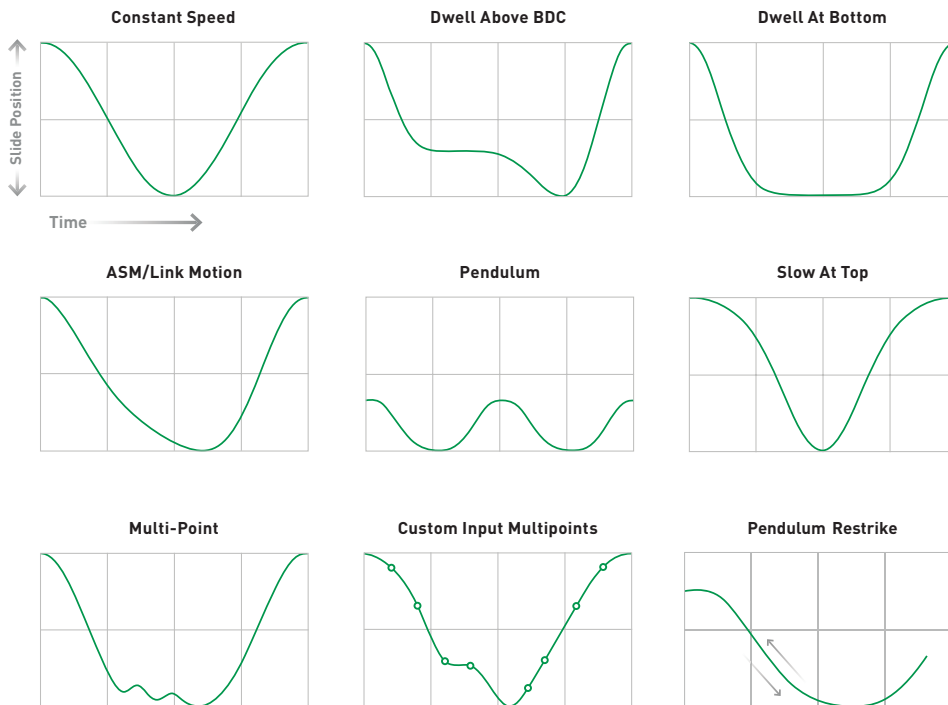 Constant Speed
Dwell Above BDC
Dwell At Bottom
Slide Position
Time
ASM/Link Motion
Pendulum
Slow At Top
Multi-Point
Custom Input Multipoints
Pendulum Restrike